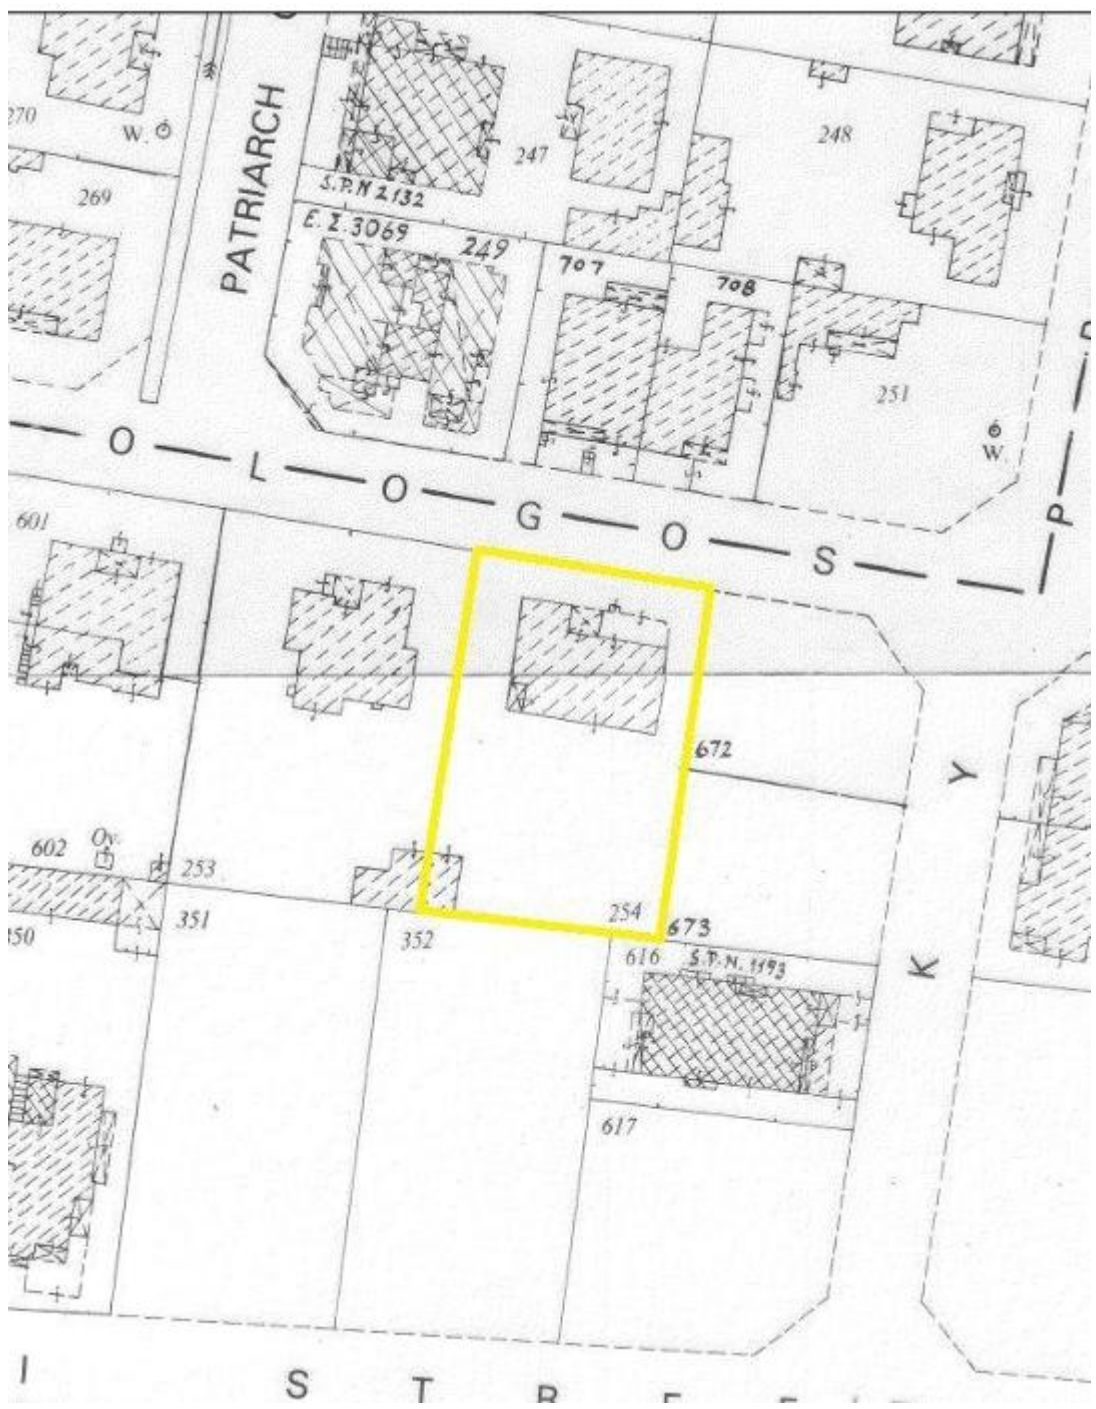 PATRIARCH
W.
247
248
269
S.P.N 2132
E.Σ. 3069
249
707
708
251
W.
O L O G O S
P
601
672
Y
602
Ov.
253
351
352
254
673
616
S.P.N. 1193
K
617
I S T R